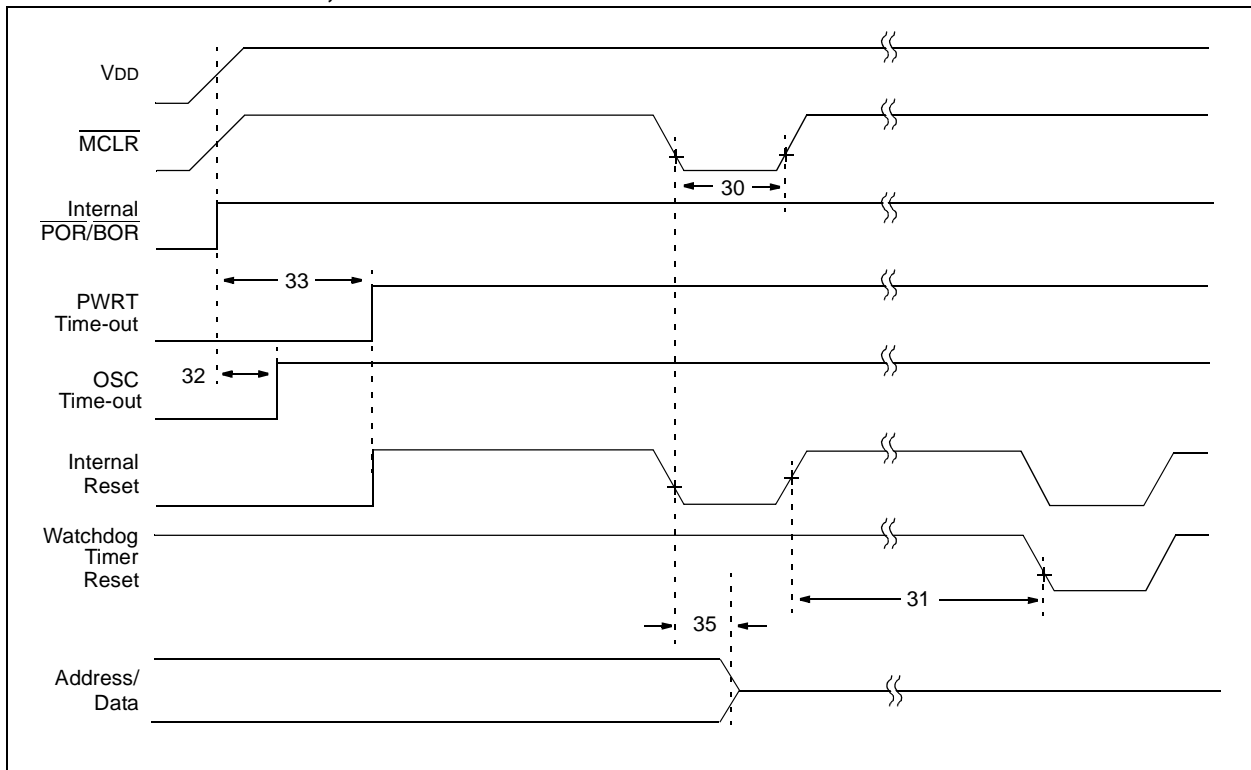 VDD
MCLR
30
Internal
POR/BOR
33
PWRT
Time-out
32
OSC
Time-out
Internal
Reset
Watchdog
Timer
Reset
31
35
Address/
Data